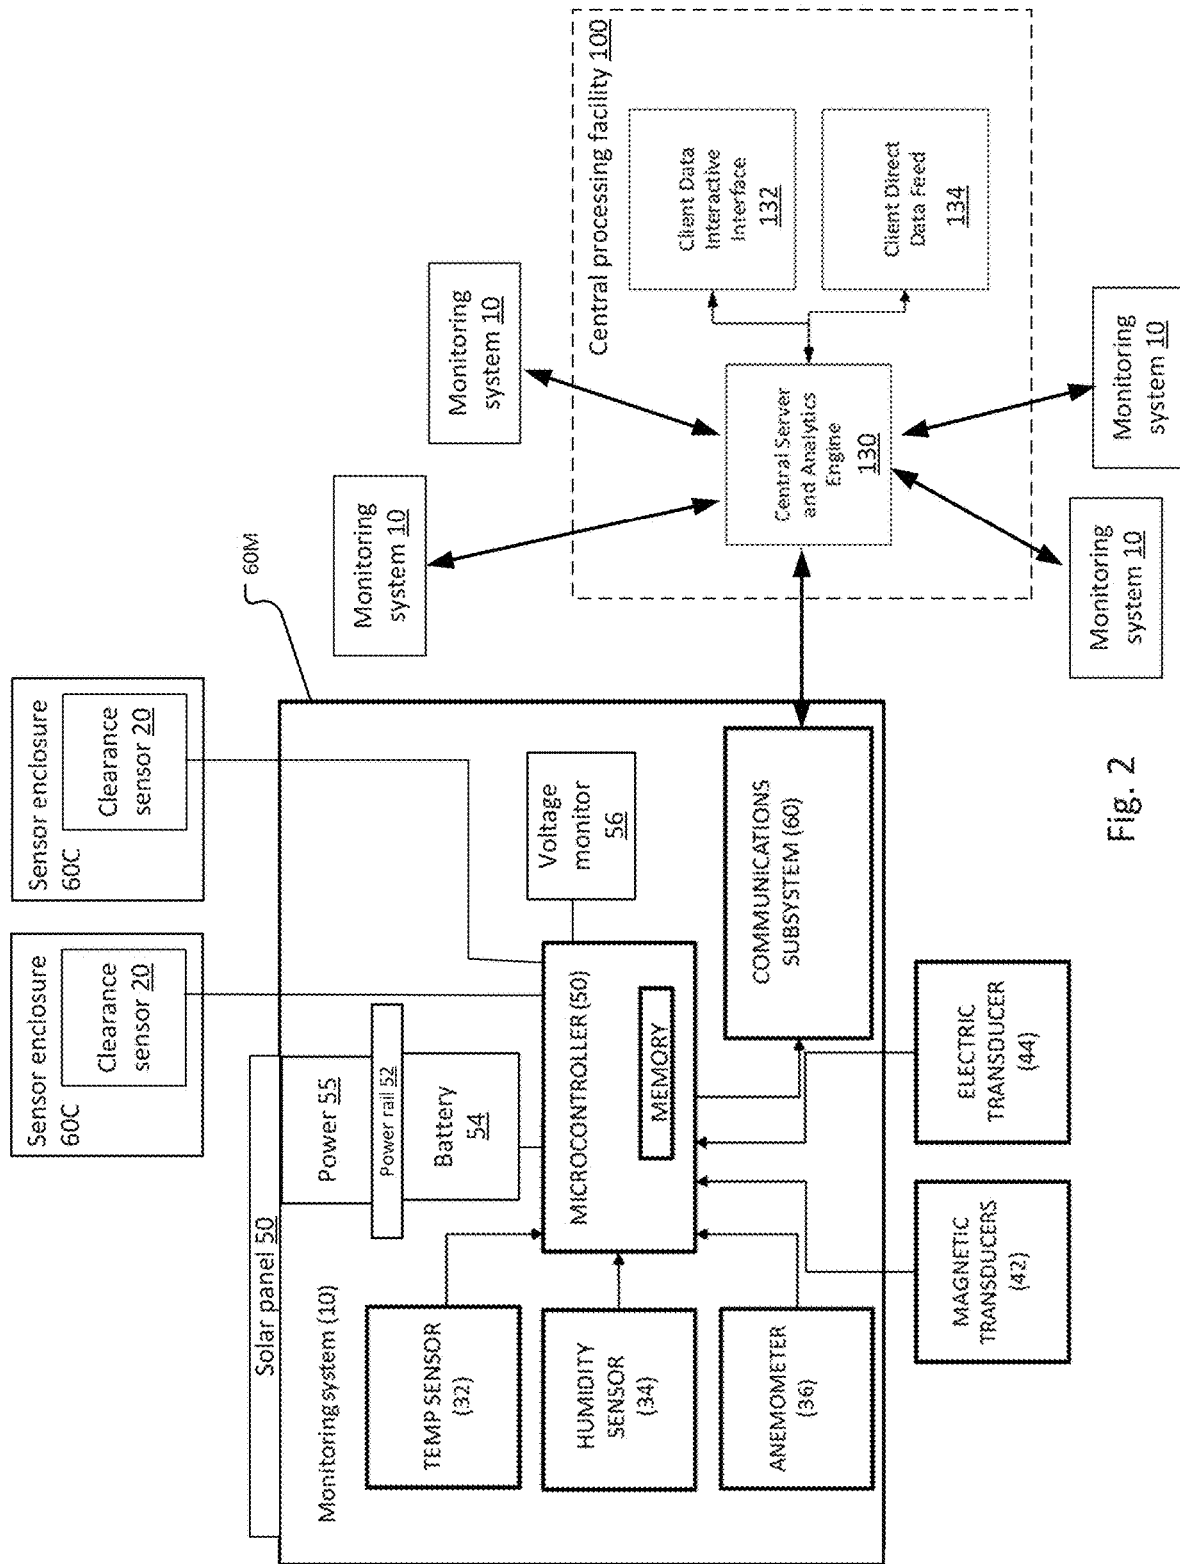 Sensor enclosure
60C
Clearance
sensor 20
Sensor enclosure
60C
Clearance
sensor 20
60M
Solar panel 50
Monitoring system (10)
Power 55
Power rail 52
Battery
54
Voltage
monitor
56
TEMP SENSOR
(32)
HUMIDITY
SENSOR
(34)
ANEMOMETER
(36)
MICROCONTROLLER (50)
MEMORY
COMMUNICATIONS
SUBSYSTEM (60)
MAGNETIC
TRANSDUCERS
(42)
ELECTRIC
TRANSDUCER
(44)
Monitoring
system 10
Monitoring
system 10
Central processing facility 100
Central Server
and Analytics
Engine
130
Client Data
Interactive
Interface
132
Client Direct
Data Feed
134
Monitoring
system 10
Monitoring
system 10
Fig. 2